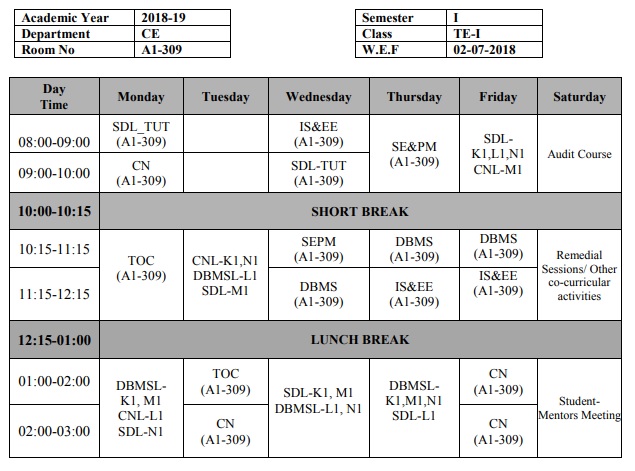 Academic Year 2018-19
Department CE
Room No A1-309
Semester I
Class TE-I
W.E.F 02-07-2018
Day Time Monday Tuesday Wednesday Thursday Friday Saturday
08:00-09:00
SDL_TUT
(A1-309)
IS&EE
(A1-309)
SE&PM
(A1-309)
SDL-
K1,L1,N1
CNL-M1
Audit Course
09:00-10:00
CN
(A1-309)
SDL-TUT
(A1-309)
10:00-10:15 SHORT BREAK
10:15-11:15
TOC
(A1-309)
CNL-K1,N1
DBMSL-L1
SDL-M1
SEPM
(A1-309)
DBMS
(A1-309)
DBMS
(A1-309)
Remedial
Sessions/ Other
co-curricular
activities
11:15-12:15
DBMS
(A1-309)
IS&EE
(A1-309)
IS&EE
(A1-309)
12:15-01:00 LUNCH BREAK
01:00-02:00
DBMSL-
K1, M1
CNL-L1
SDL-N1
TOC
(A1-309)
SDL-K1, M1
DBMSL-L1, N1
DBMSL-
K1,M1,N1
SDL-L1
CN
(A1-309)
Student-
Mentors Meeting
02:00-03:00
CN
(A1-309)
CN
(A1-309)